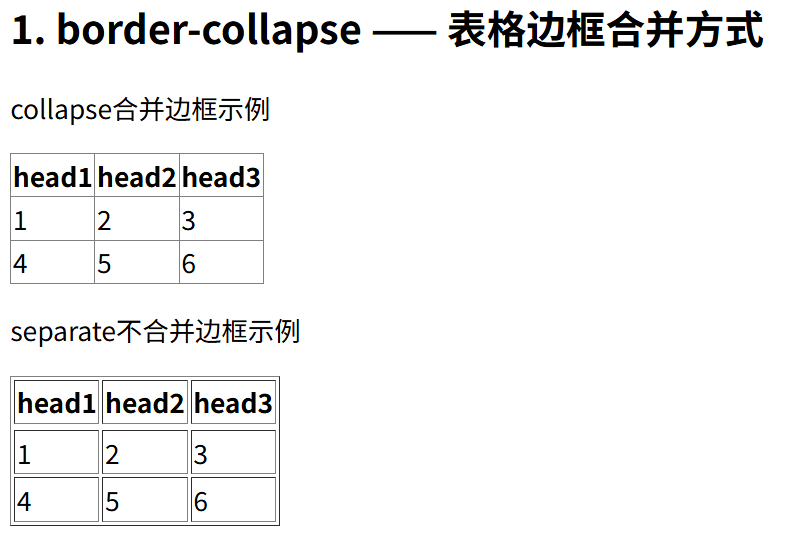 1. border-collapse —— 表格边框合并方式
collapse合并边框示例
head1 head2 head3
1 2 3
4 5 6
separate不合并边框示例
head1 head2 head3
1 2 3
4 5 6